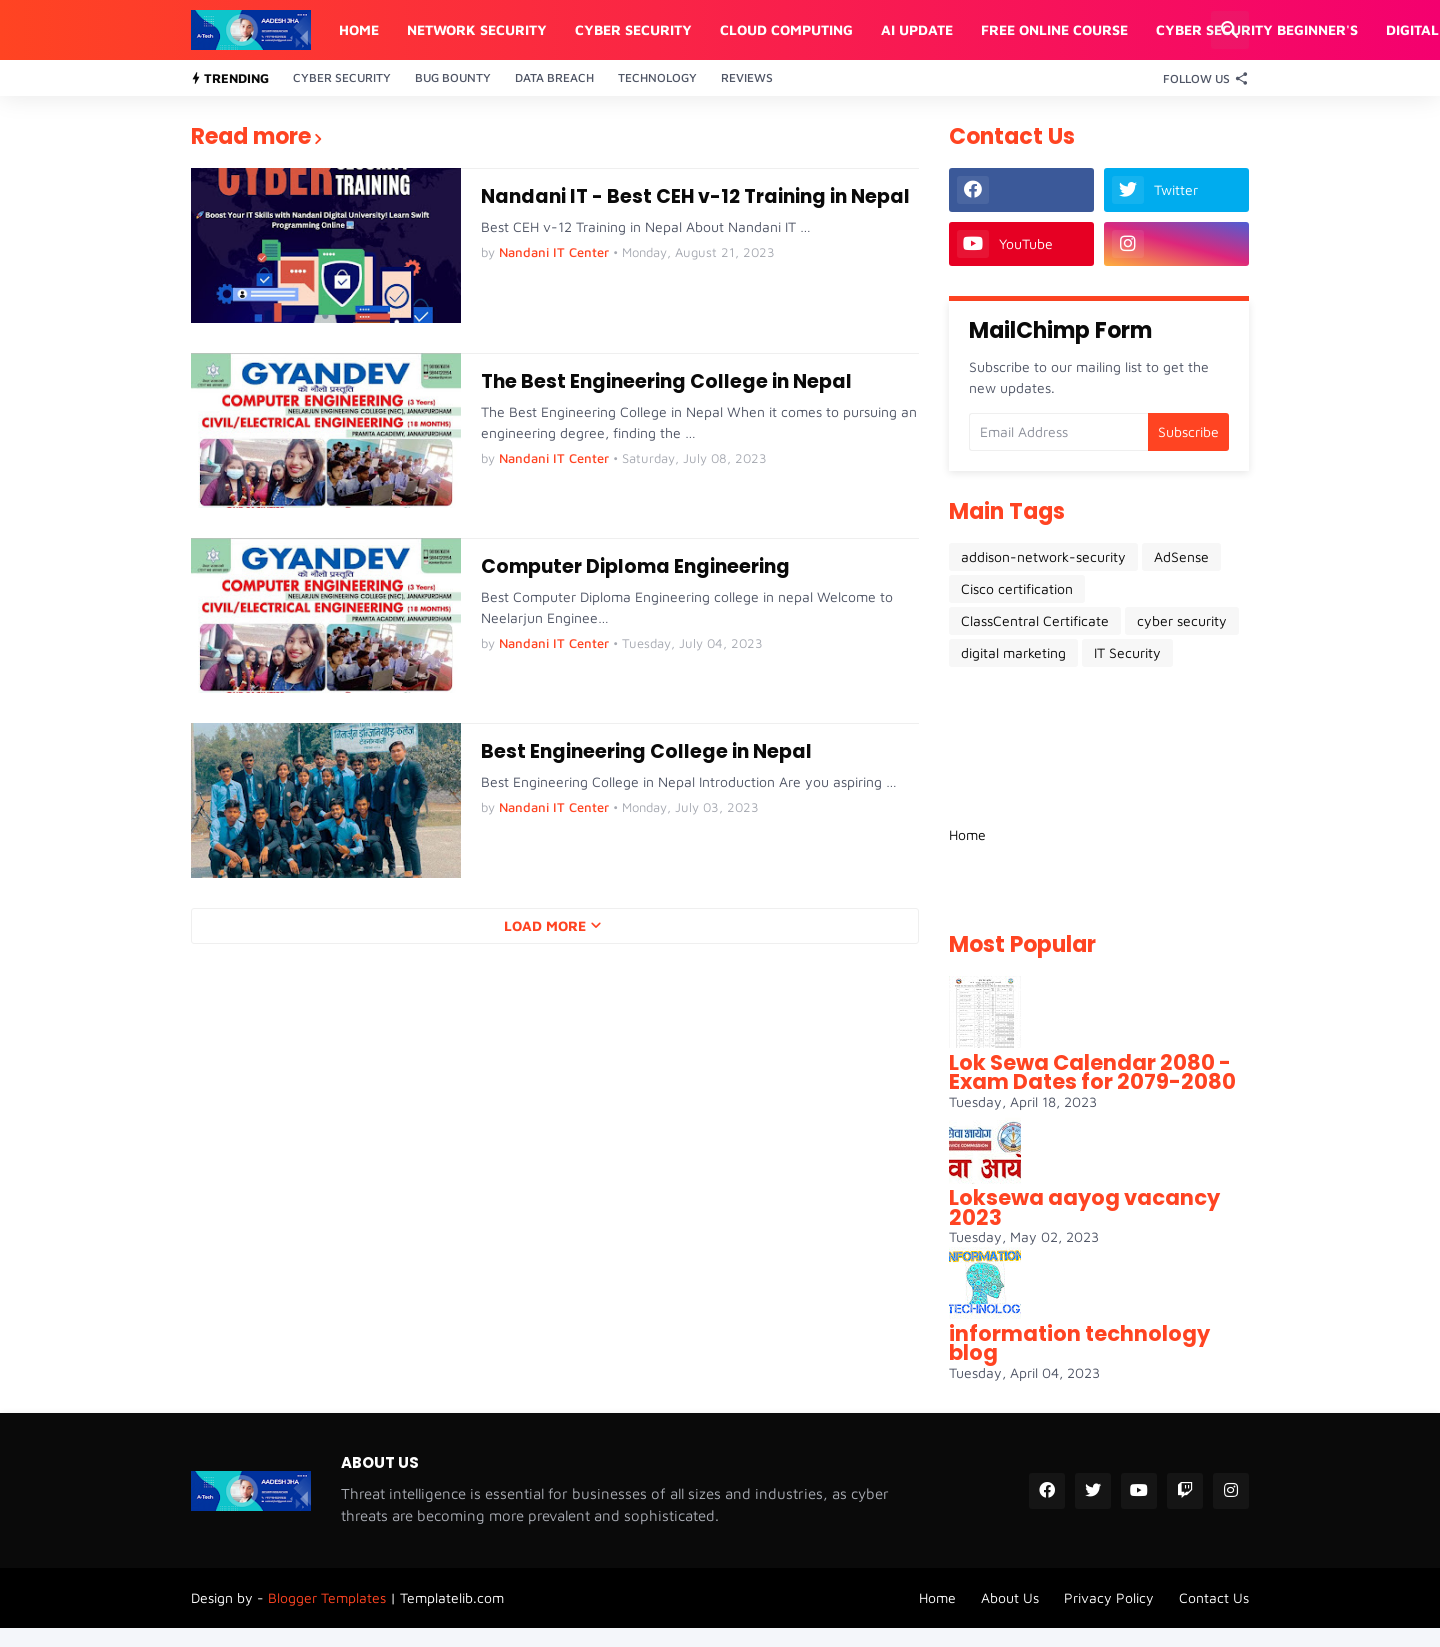 AADESH JHA
A-Tech.
HOME NETWORK SECURITY CYBER SECURITY CLOUD COMPUTING AI UPDATE FREE ONLINE COURSE CYBER SECURITY BEGINNER'S DIGITAL
TRENDING CYBER SECURITY BUG BOUNTY DATA BREACH TECHNOLOGY REVIEWS FOLLOW US
Read more
CYBER SECURITY
TRAINING
Boost Your IT Skills with Nandani Digital University! Learn Swift
Programming Online
Nandani IT - Best CEH v-12 Training in Nepal
Best CEH v-12 Training in Nepal About Nandani IT …
by Nandani IT Center • Monday, August 21, 2023
GYANDEV
को नौलो प्रस्तुति
COMPUTER ENGINEERING (3 Years)
NEELARJUN ENGINEERING COLLEGE (NEC), JANAKPURDHAM
CIVIL/ELECTRICAL ENGINEERING (18 MONTHS)
PRAMITA ACADEMY, JANAKPURDHAM
The Best Engineering College in Nepal
The Best Engineering College in Nepal When it comes to pursuing an
engineering degree, finding the …
by Nandani IT Center • Saturday, July 08, 2023
GYANDEV
को नौलो प्रस्तुति
COMPUTER ENGINEERING (3 Years)
NEELARJUN ENGINEERING COLLEGE (NEC), JANAKPURDHAM
CIVIL/ELECTRICAL ENGINEERING (18 MONTHS)
PRAMITA ACADEMY, JANAKPURDHAM
Computer Diploma Engineering
Best Computer Diploma Engineering college in nepal Welcome to
Neelarjun Enginee…
by Nandani IT Center • Tuesday, July 04, 2023
Best Engineering College in Nepal
Best Engineering College in Nepal Introduction Are you aspiring …
by Nandani IT Center • Monday, July 03, 2023
LOAD MORE
Contact Us
Twitter
YouTube
MailChimp Form
Subscribe to our mailing list to get the
new updates.
Email Address Subscribe
Main Tags
addison-network-security AdSense
Cisco certification
ClassCentral Certificate cyber security
digital marketing IT Security
Home
Most Popular
Lok Sewa Calendar 2080 -
Exam Dates for 2079-2080
Tuesday, April 18, 2023
Loksewa aayog vacancy
2023
Tuesday, May 02, 2023
INFORMATION
TECHNOLOG
information technology
blog
Tuesday, April 04, 2023
AADESH JHA
A-Tech.
ABOUT US
Threat intelligence is essential for businesses of all sizes and industries, as cyber
threats are becoming more prevalent and sophisticated.
Design by - Blogger Templates | Templatelib.com
Home About Us Privacy Policy Contact Us